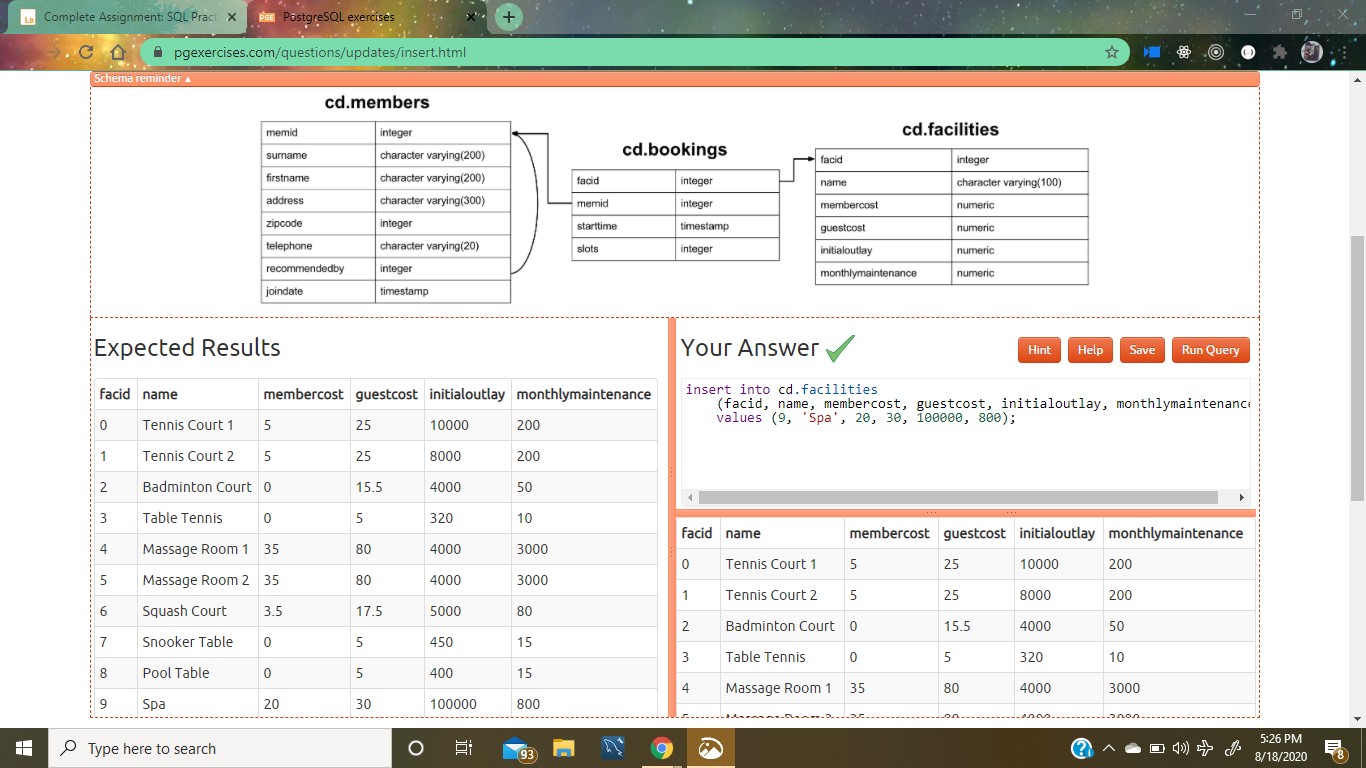 Complete Assignment: SQL Pract
PGE PostgreSQL exercises
pgexercises.com/questions/updates/insert.html
Schema reminder ▴
cd.members
memid integer
surname character varying(200)
firstname character varying(200)
address character varying(300)
zipcode integer
telephone character varying(20)
recommendedby integer
joindate timestamp
cd.bookings
facid integer
memid integer
starttime timestamp
slots integer
cd.facilities
facid integer
name character varying(100)
membercost numeric
guestcost numeric
initialoutlay numeric
monthlymaintenance numeric
Expected Results
facid name membercost guestcost initialoutlay monthlymaintenance
0 Tennis Court 1 5 25 10000 200
1 Tennis Court 2 5 25 8000 200
2 Badminton Court 0 15.5 4000 50
3 Table Tennis 0 5 320 10
4 Massage Room 1 35 80 4000 3000
5 Massage Room 2 35 80 4000 3000
6 Squash Court 3.5 17.5 5000 80
7 Snooker Table 0 5 450 15
8 Pool Table 0 5 400 15
9 Spa 20 30 100000 800
Your Answer
Hint Help Save Run Query
insert into cd.facilities
(facid, name, membercost, guestcost, initialoutlay, monthlymaintenance
values (9, 'Spa', 20, 30, 100000, 800);
facid name membercost guestcost initialoutlay monthlymaintenance
0 Tennis Court 1 5 25 10000 200
1 Tennis Court 2 5 25 8000 200
2 Badminton Court 0 15.5 4000 50
3 Table Tennis 0 5 320 10
4 Massage Room 1 35 80 4000 3000
Type here to search
93
5:26 PM
8/18/2020
8